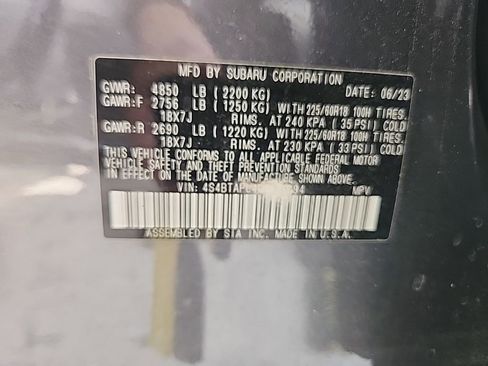 MFD BY SUBARU CORPORATION DATE: 06/23
GVWR: 4850 LB (2200 KG)
GAWR:F 2756 LB (1250 KG) WITH 225/60R18 100H TIRES.
18X7J RIMS. AT 240 KPA (35 PSI) COLD
GAWR:R 2690 LB (1220 KG) WITH 225/60R18 100H TIRES.
18X7J RIMS. AT 230 KPA (33 PSI) COLD
THIS VEHICLE CONFORMS TO ALL APPLICABLE FEDERAL MOTOR
VEHICLE SAFETY AND BUMPER AND THEFT PREVENTION STANDARDS
IN EFFECT ON THE DATE OF MANUFACTURE SHOWN ABOVE.
VIN: MPV
ASSEMBLED BY SIA INC. MADE IN U.S.A.